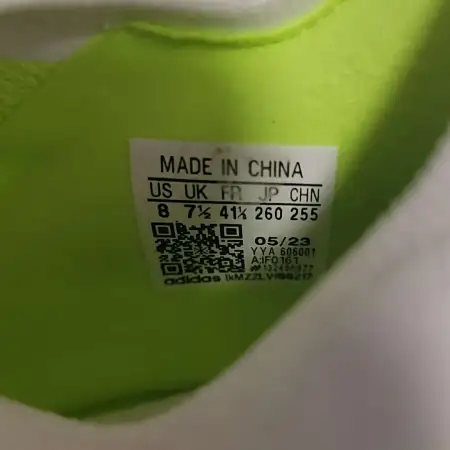 MADE IN CHINA
US UK FR JP CHN
8 7½ 41⅓ 260 255
05/23
YYA 606001
adidas